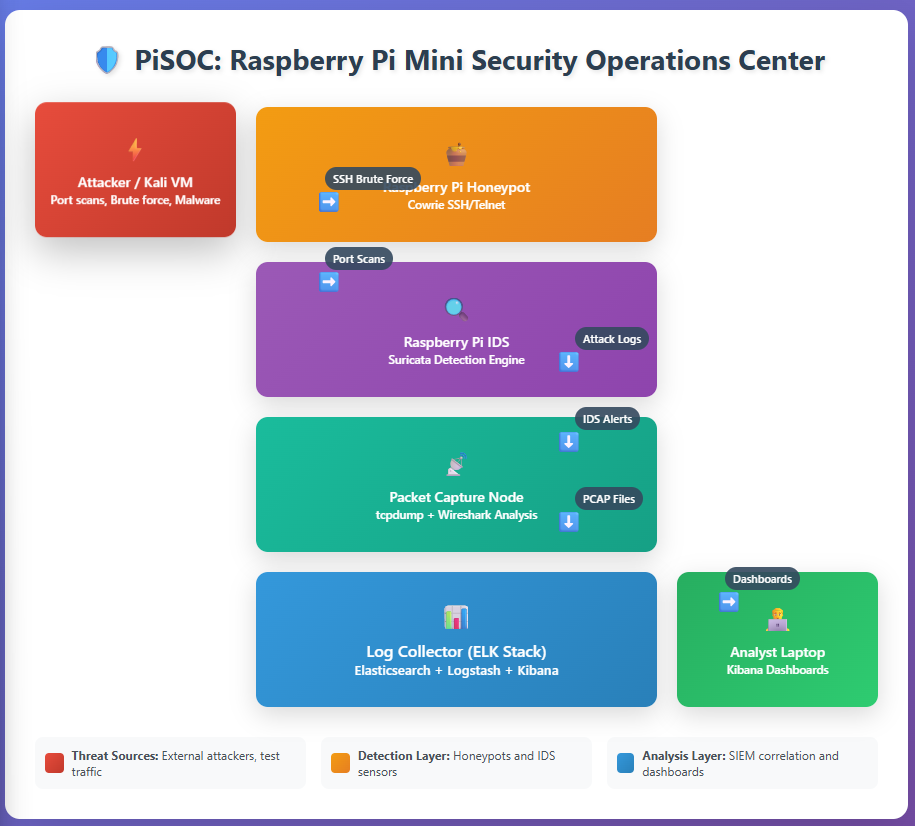 PiSOC: Raspberry Pi Mini Security Operations Center
Attacker / Kali VM
Port scans, Brute force, Malware
SSH Brute Force
Raspberry Pi Honeypot
Cowrie SSH/Telnet
Port Scans
Raspberry Pi IDS
Suricata Detection Engine
Attack Logs
IDS Alerts
Packet Capture Node
tcpdump + Wireshark Analysis
PCAP Files
Log Collector (ELK Stack)
Elasticsearch + Logstash + Kibana
Dashboards
Analyst Laptop
Kibana Dashboards
Threat Sources: External attackers, test
traffic
Detection Layer: Honeypots and IDS
sensors
Analysis Layer: SIEM correlation and
dashboards